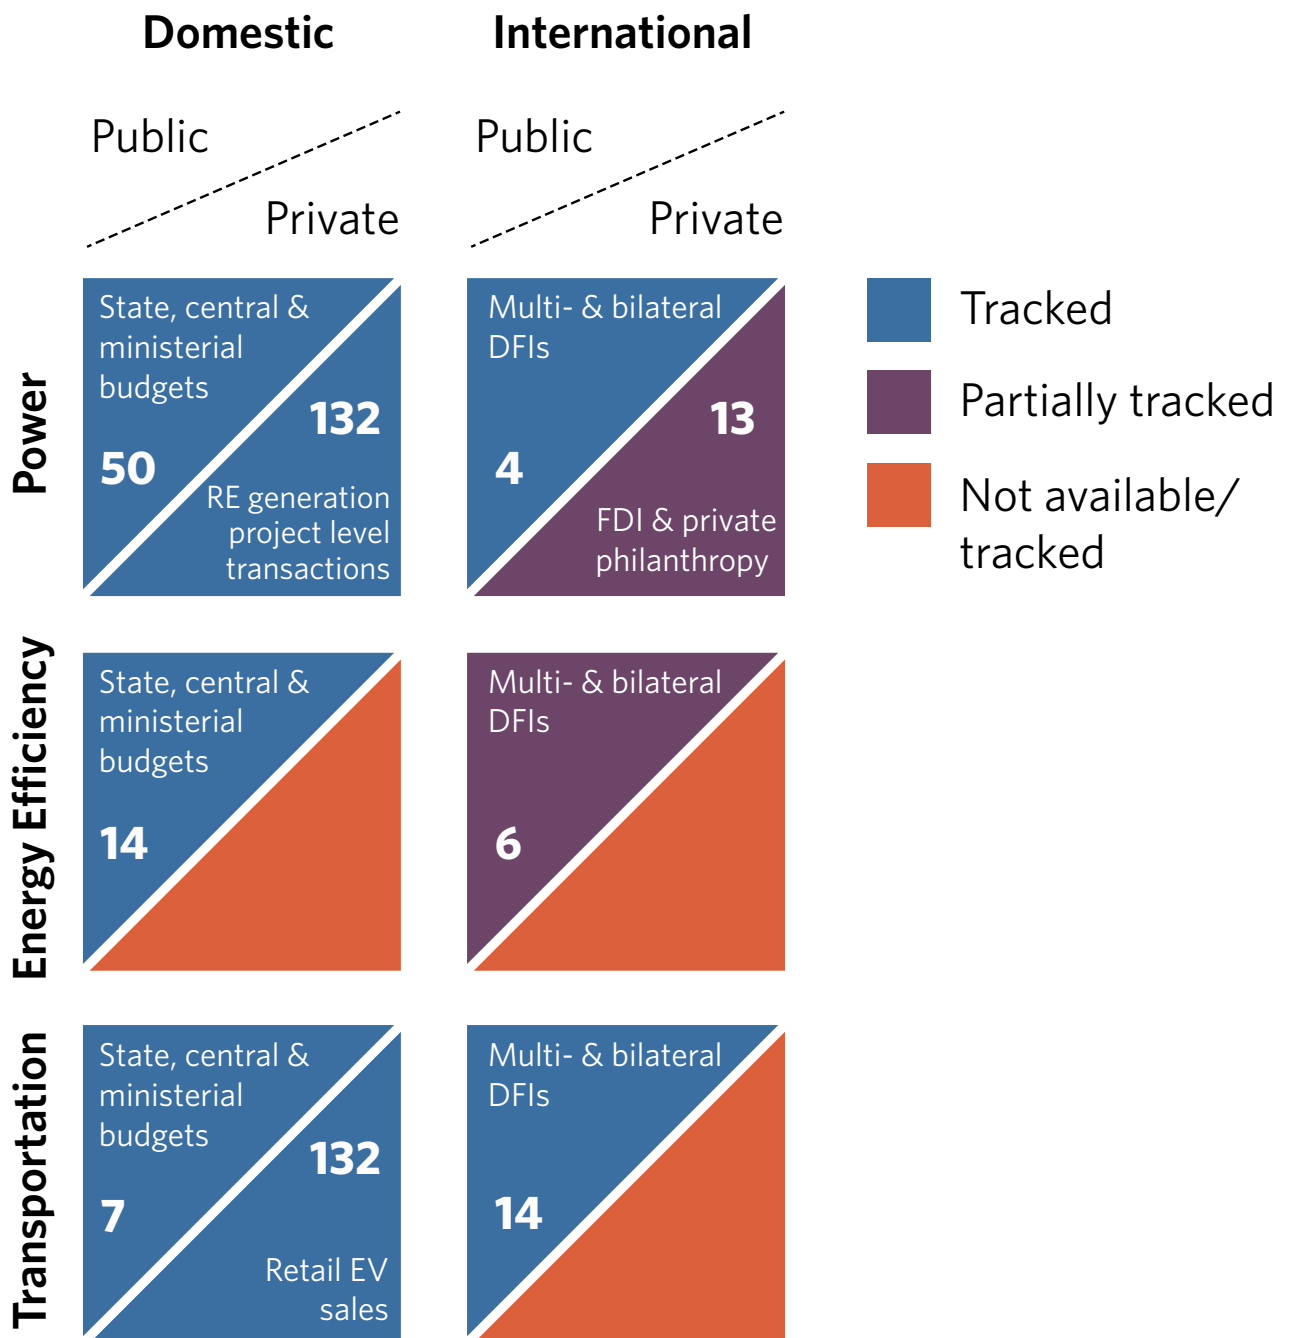 Domestic
International
Public
Private
Public
Private
Power
State, central &
ministerial
budgets
50
132
RE generation
project level
transactions
Multi- & bilateral
DFIs
4
13
FDI & private
philanthropy
Tracked
Partially tracked
Not available/
tracked
Energy Efficiency
State, central &
ministerial
budgets
14
Multi- & bilateral
DFIs
6
Transportation
State, central &
ministerial
budgets
7
132
Retail EV
sales
Multi- & bilateral
DFIs
14